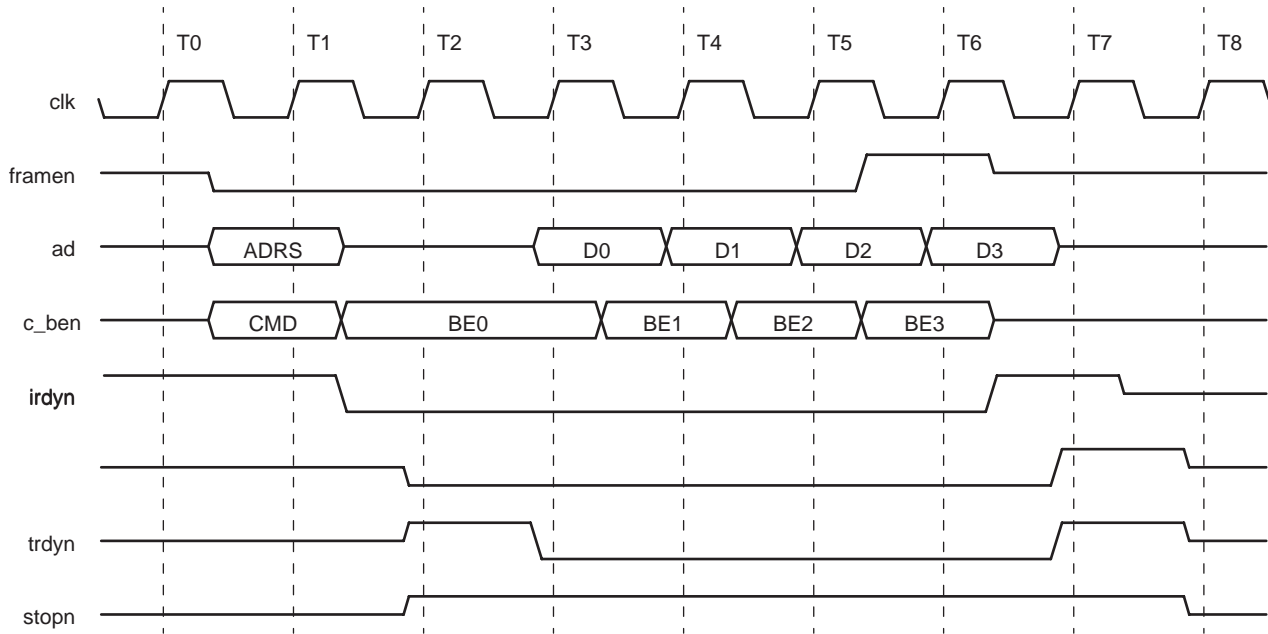 T0 T1 T2 T3 T4 T5 T6 T7 T8
clk
framen
ad ADRS D0 D1 D2 D3
c_ben CMD BE0 BE1 BE2 BE3
irdyn
trdyn
stopn